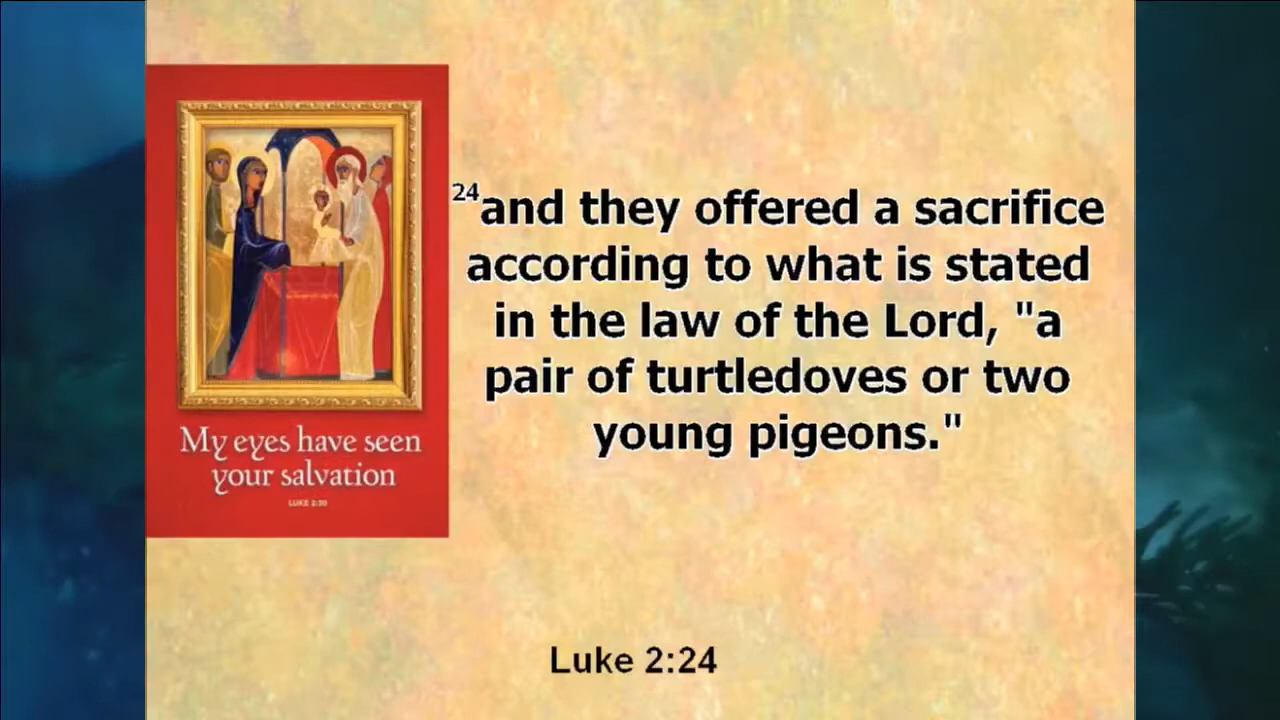 24and they offered a sacrifice
according to what is stated
in the law of the Lord, "a
pair of turtledoves or two
young pigeons."
My eyes have seen
your salvation
LUKE 2:30
Luke 2:24